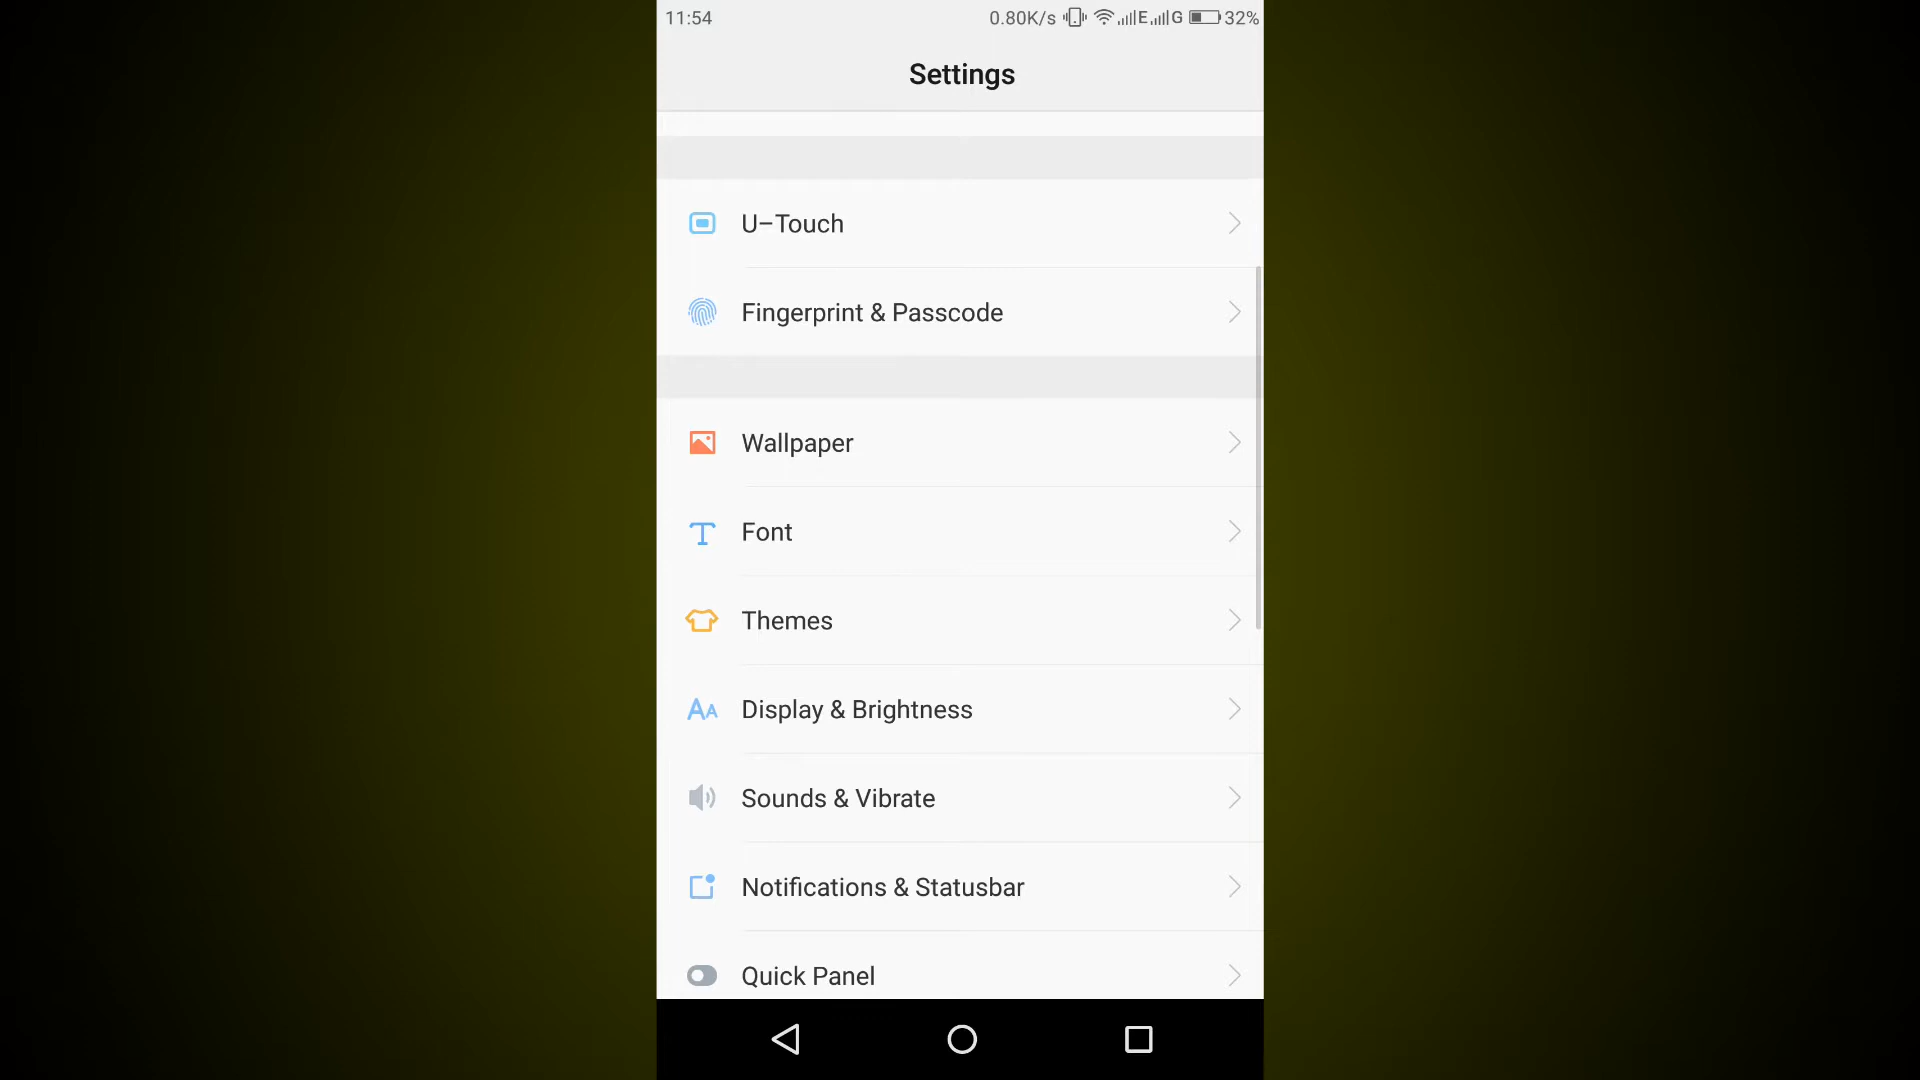 11:54 0.80K/s E G 32%
Settings
U–Touch
Fingerprint & Passcode
Wallpaper
Font
Themes
Display & Brightness
Sounds & Vibrate
Notifications & Statusbar
Quick Panel